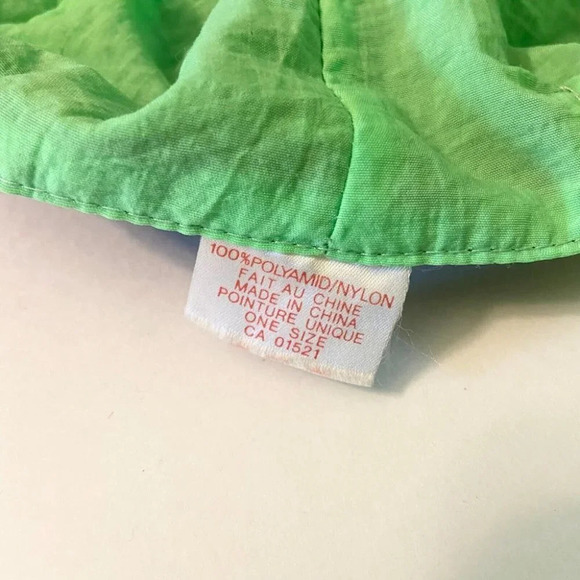 100%POLYAMID/NYLON
FAIT AU CHINE
MADE IN CHINA
POINTURE UNIQUE
ONE SIZE
CA 01521